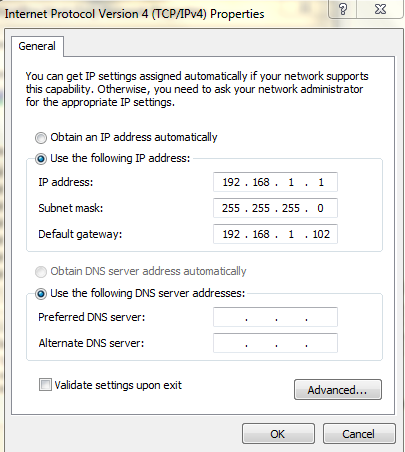 Internet Protocol Version 4 (TCP/IPv4) Properties
?
General
You can get IP settings assigned automatically if your network supports
this capability. Otherwise, you need to ask your network administrator
for the appropriate IP settings.
Obtain an IP address automatically
Use the following IP address:
IP address: 192 . 168 . 1 . 1
Subnet mask: 255 . 255 . 255 . 0
Default gateway: 192 . 168 . 1 . 102
Obtain DNS server address automatically
Use the following DNS server addresses:
Preferred DNS server: . . .
Alternate DNS server: . . .
Validate settings upon exit
Advanced...
OK Cancel